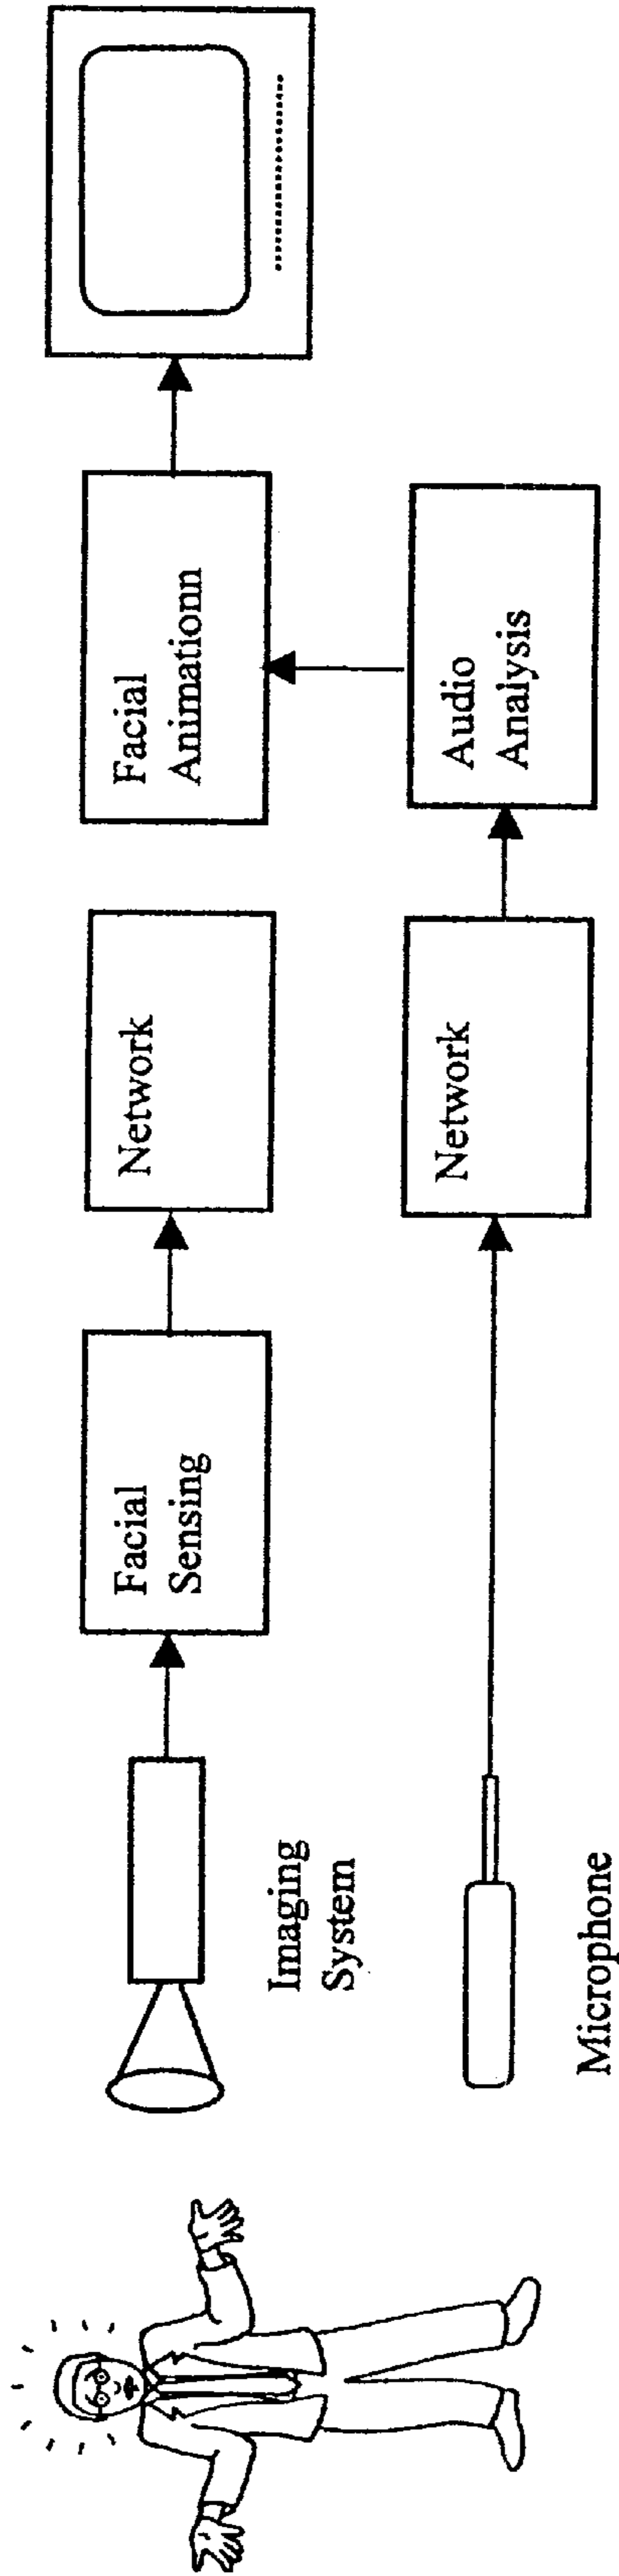 Imaging
System
Facial
Sensing
Network
Facial
Animationn
Microphone
Network
Audio
Analysis